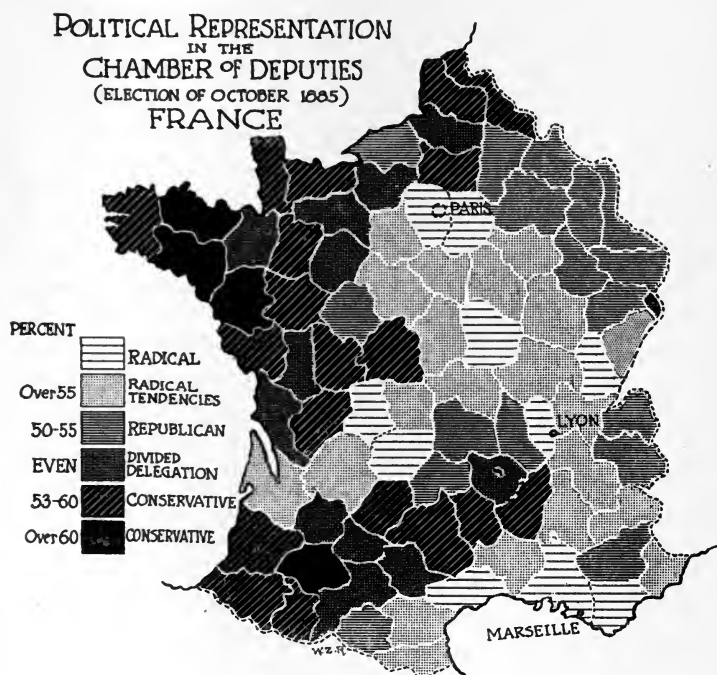 POLITICAL REPRESENTATION
IN THE
CHAMBER OF DEPUTIES
(ELECTION OF OCTOBER 1885)
FRANCE
PARIS
PERCENT
RADICAL
Over 55 RADICAL TENDENCIES
50-55 REPUBLICAN
EVEN DIVIDED DELEGATION
53-60 CONSERVATIVE
Over 60 CONSERVATIVE
LYON
MARSEILLE
W.Z.R.